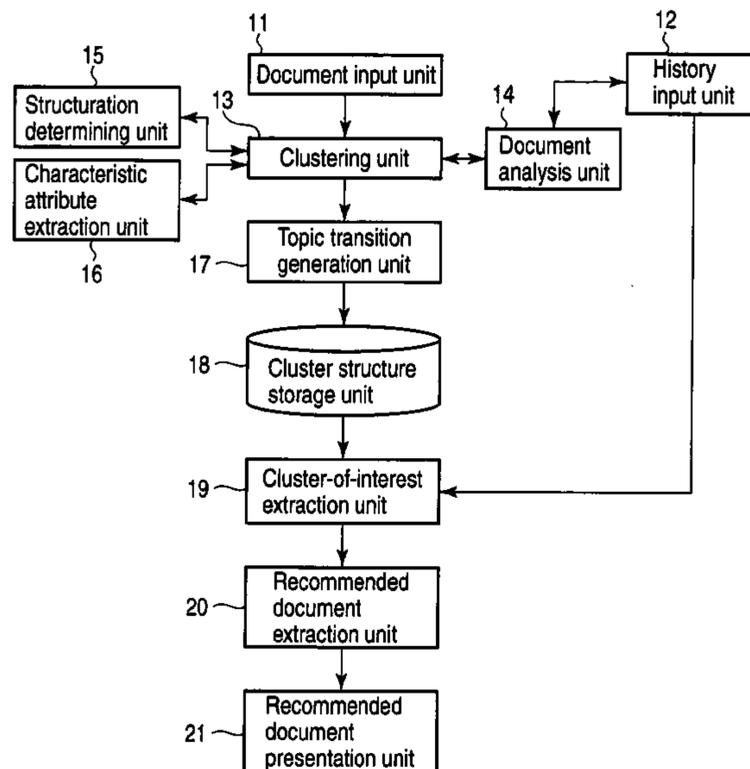 11
Document input unit
12
History
input unit
15
Structuration
determining unit
13
Clustering unit
14
Document
analysis unit
Characteristic
attribute
extraction unit
16
17
Topic transition
generation unit
18
Cluster structure
storage unit
19
Cluster-of-interest
extraction unit
20
Recommended
document
extraction unit
21
Recommended
document
presentation unit